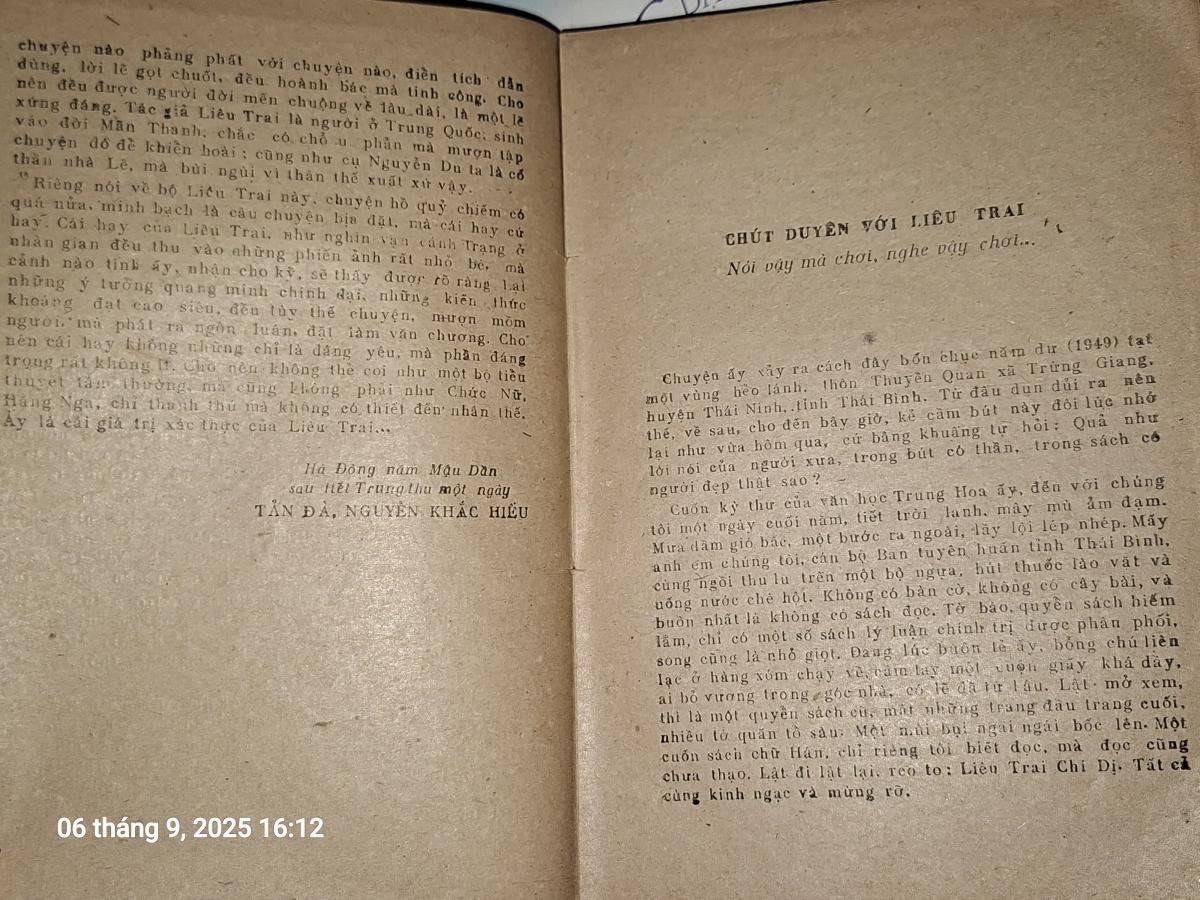 chuyện nào phảng phất với chuyện nào, điền tích dẫn
dùng, lời lẽ gọt chuốt, đều hoành bác mà tinh công. Cho
nên đều được người đời mến chuộng về lâu dài, là một lẽ
xứng đáng. Tác giả Liêu Trai là người ở Trung Quốc, sinh
vào đời Mãn Thanh, chắc có chỗ u phẫn mà mượn tập
chuyện đó để khiển hoài ; cũng như cụ Nguyễn Du ta là cố
thần nhà Lê, mà bùi ngùi vì thân thế xuất xứ vậy.
Riêng nói về bộ Liêu Trai này, chuyện hồ quỷ chiếm có
quá nửa, minh bạch là câu chuyện bịa đặt, mà cái hay cứ
hay. Cái hay của Liêu Trai, như nghìn vạn cảnh Trạng ở
nhân gian đều thu vào những phiến ảnh rất nhỏ bé, mà
cảnh nào tình ấy, nhận cho kỹ, sẽ thấy được rõ ràng. Lại
những ý tưởng quang minh chính đại, những kiến thức
khoáng đạt cao siêu, đều tùy thế chuyện, mượn mồm
người, mà phát ra ngôn luân, đặt làm văn chương. Cho
nên cái hay không những chỉ là đáng yêu, mà phần đáng
trọng rất không ít. Cho nên không thể coi như một bộ tiểu
thuyết tầm thường, mà cũng không phải như Chức Nữ,
Hằng Nga, chỉ thanh thú mà không có thiết đến nhân thế.
Ấy là cái giá trị xác thực của Liêu Trai...
Hà Đông năm Mậu Dần
sau tiết Trung thu một ngày
TẢN ĐÀ, NGUYỄN KHẮC HIẾU
CHÚT DUYÊN VỚI LIÊU TRAI
Nói vậy mà chơi, nghe vậy chơi...
Chuyện ấy xảy ra cách đây bốn chục năm dư (1949) tại
một vùng hẻo lánh, thôn Thuyền Quan xã Trừng Giang,
huyện Thái Ninh, tỉnh Thái Bình. Từ đâu dun dủi ra nên
thế, về sau, cho đến bây giờ, kẻ cầm bút này đôi lúc nhớ
lại như vừa hôm qua, cứ bâng khuâng tự hỏi: Quả như
lời nói của người xưa, trong bút có thần, trong sách có
người đẹp thật sao ?
Cuốn kỳ thư của văn học Trung Hoa ấy, đến với chúng
tôi một ngày cuối năm, tiết trời lạnh, mây mù ảm đạm.
Mưa dầm gió bấc, một bước ra ngoài, lầy lội lép nhép. Mấy
anh em chúng tôi, cán bộ Ban tuyên huấn tỉnh Thái Bình,
cùng ngồi thu lu trên một bộ ngựa, hút thuốc lào vặt và
uống nước chè hột. Không có bàn cờ, không có cây bài, và
buồn nhất là không có sách đọc. Tờ báo, quyển sách hiếm
lắm, chỉ có một số sách lý luận chính trị được phân phối,
song cũng là nhỏ giọt. Đang lúc buồn tẻ ấy, bỗng chú liên
lạc ở hàng xóm chạy về, cầm tay một cuộn giấy khá dầy,
ai bỏ vương trong góc nhà, có lẽ đã từ lâu. Lật mở xem,
thì là một quyển sách cũ, mất những trang đầu trang cuối,
nhiều tờ quăn tổ sâu. Một mùi bụi ngai ngái bốc lên. Một
cuốn sách chữ Hán, chỉ riêng tôi biết đọc, mà đọc cũng
chưa thạo. Lật đi lật lại, reo to : Liêu Trai Chí Dị. Tất cả
cùng kinh ngạc và mừng rỡ.
06 tháng 9, 2025 16:12